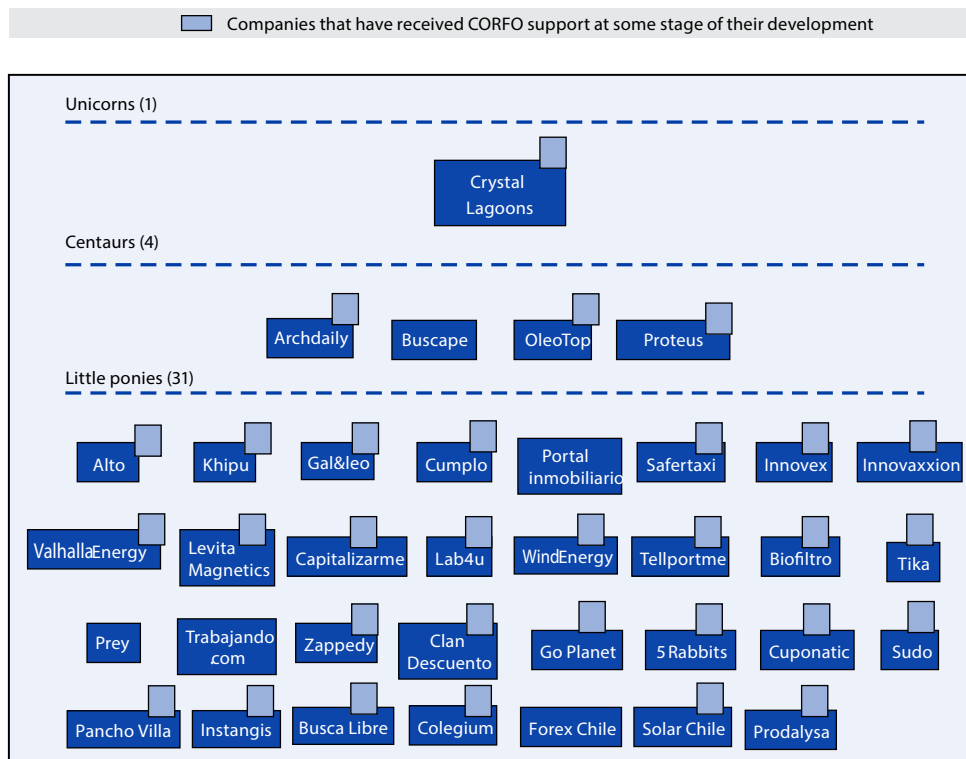 Companies that have received CORFO support at some stage of their development
Unicorns (1)
Crystal
Lagoons
Centaurs (4)
Archdaily
Buscape
OleoTop
Proteus
Little ponies (31)
Alto
Khipu
Gal&leo
Cumplo
Portal
inmobiliario
Safertaxi
Innovex
Innovaxxion
ValhallaEnergy
Levita
Magnetics
Capitalizarme
Lab4u
WindEnergy
Tellportme
Biofiltro
Tika
Prey
Trabajando
.com
Zappedy
Clan
Descuento
Go Planet
5 Rabbits
Cuponatic
Sudo
Pancho Villa
Instangis
Busca Libre
Colegium
Forex Chile
Solar Chile
Prodalysa